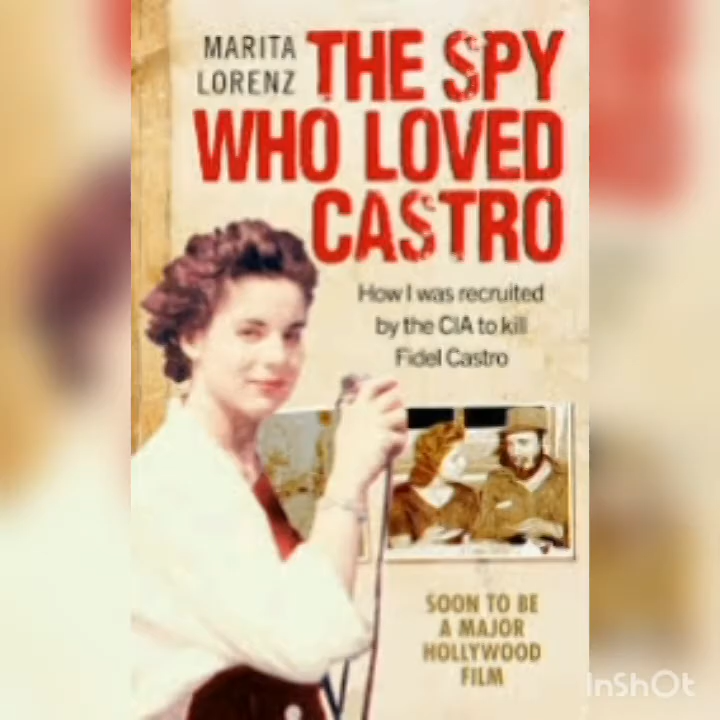 MARITA
LORENZ
THE SPY
WHO LOVED
CASTRO
How I was recruited
by the CIA to kill
Fidel Castro
SOON TO BE
A MAJOR
HOLLYWOOD
FILM
InShOt